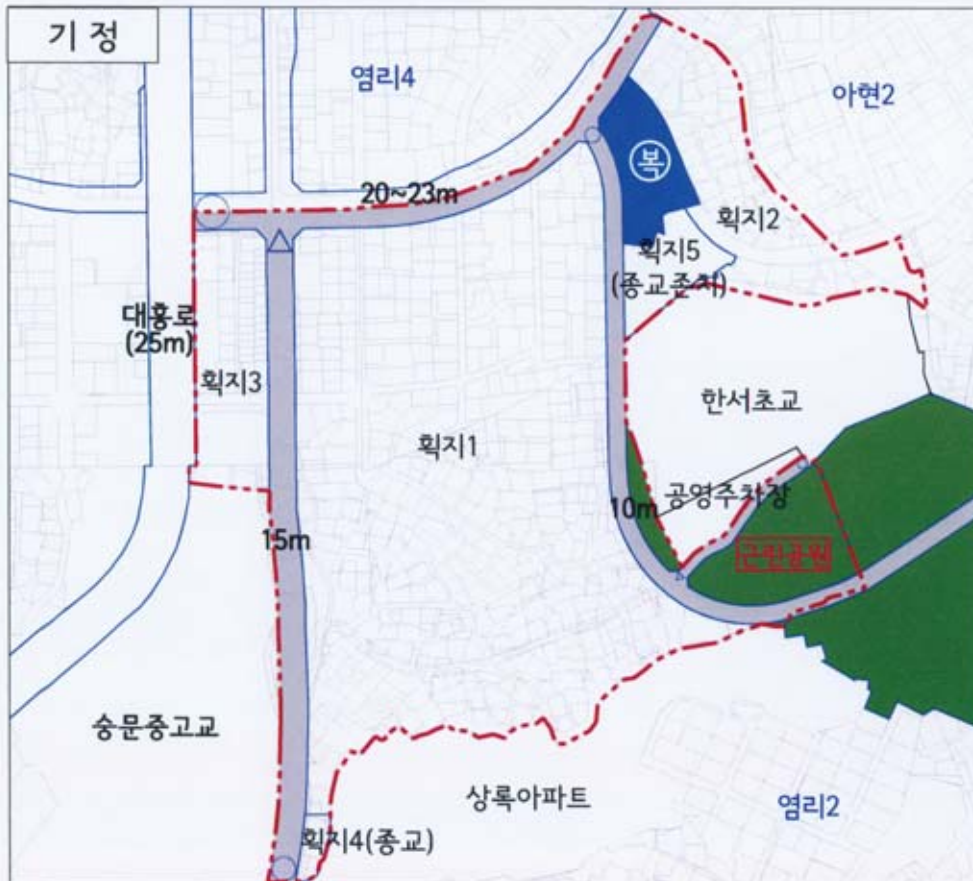 기 정
염리4
아현2
복
20~23m
획지2
획지5
(종교존치)
대흥로
(25m)
획지3
한서초교
획지1
공영주차장
10m
15m
근린공원
숭문중고교
상록아파트
염리2
획지4(종교)